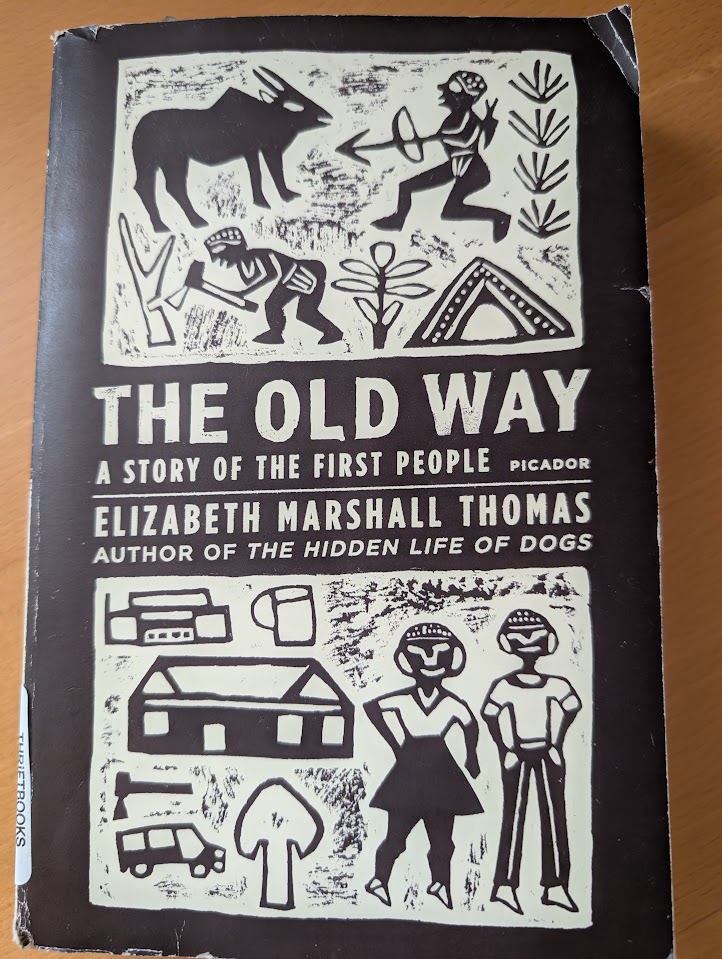 THE OLD WAY
A STORY OF THE FIRST PEOPLE PICADOR
ELIZABETH MARSHALL THOMAS
AUTHOR OF THE HIDDEN LIFE OF DOGS
THRIFTBOOKS